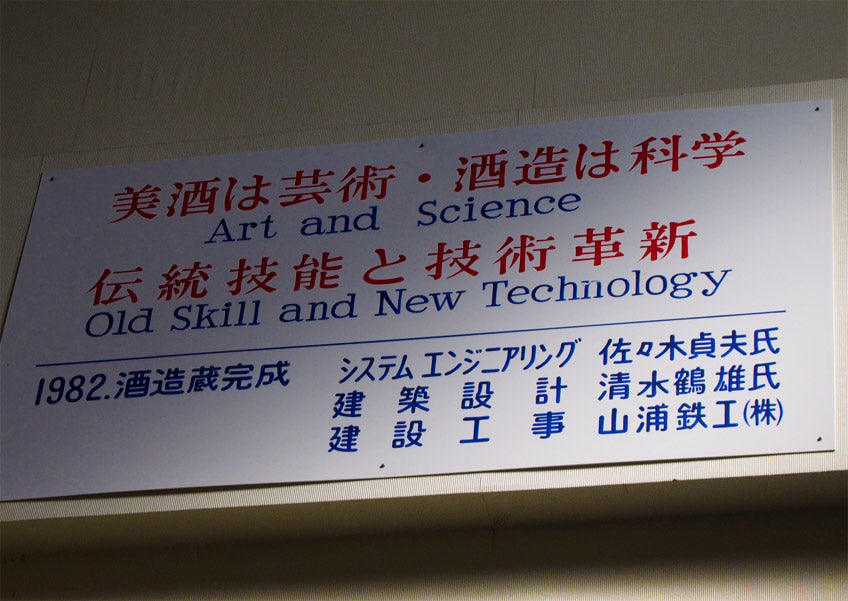 美酒は芸術・酒造は科学
Art and Science
伝統技能と技術革新
Old Skill and New Technology
1982.酒造蔵完成 システムエンジニアリング 佐々木貞夫氏
建築設計 清水鶴雄氏
建設工事 山浦鉄工(株)